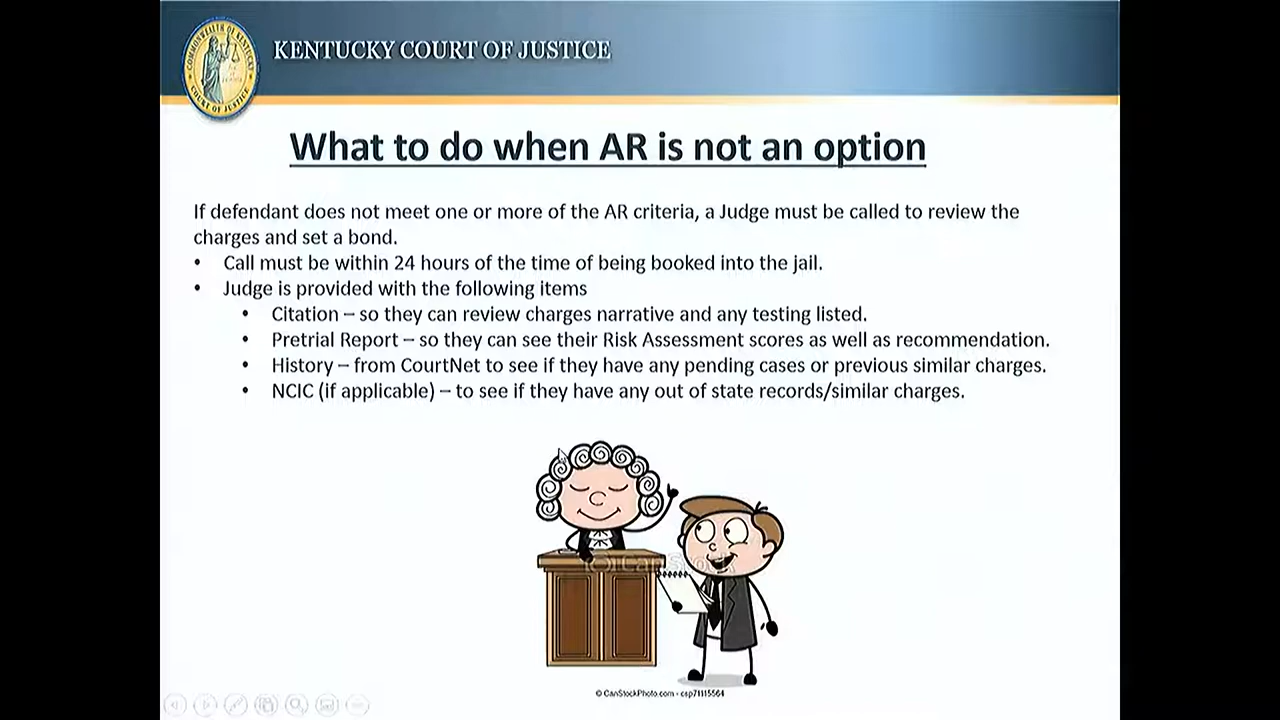 KENTUCKY COURT OF JUSTICE
What to do when AR is not an option
If defendant does not meet one or more of the AR criteria, a Judge must be called to review the
charges and set a bond.
• Call must be within 24 hours of the time of being booked into the jail.
• Judge is provided with the following items
• Citation – so they can review charges narrative and any testing listed.
• Pretrial Report – so they can see their Risk Assessment scores as well as recommendation.
• History – from CourtNet to see if they have any pending cases or previous similar charges.
• NCIC (if applicable) – to see if they have any out of state records/similar charges.
CanStock
© CanStockPhoto.com - csp71115564